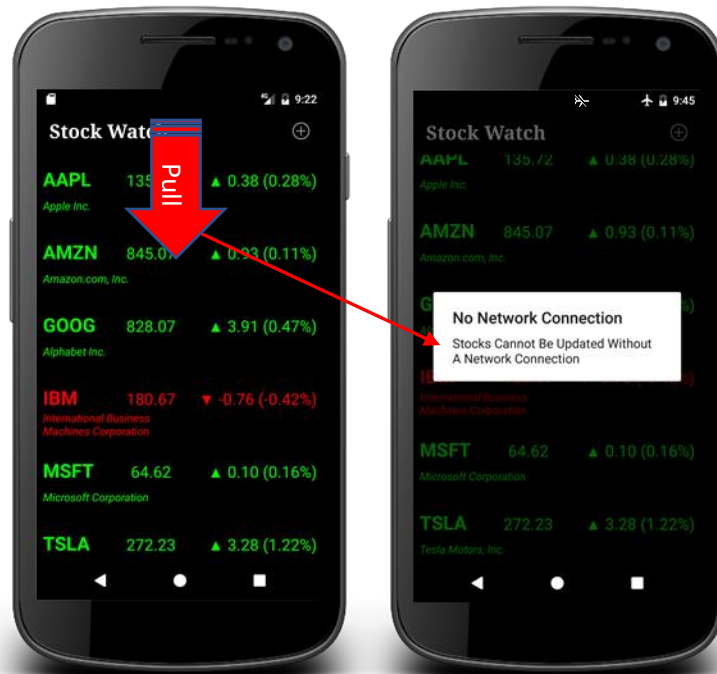 9:22
Stock Watch
Pull
AAPL 135 ▲ 0.38 (0.28%)
Apple Inc.
AMZN 845.07 ▲ 0.93 (0.11%)
Amazon.com, Inc.
GOOG 828.07 ▲ 3.91 (0.47%)
Alphabet Inc.
IBM 180.67 ▼ -0.76 (-0.42%)
International Business
Machines Corporation
MSFT 64.62 ▲ 0.10 (0.16%)
Microsoft Corporation
TSLA 272.23 ▲ 3.28 (1.22%)
9:45
Stock Watch
AAPL 135.72 ▲ 0.38 (0.28%)
Apple Inc.
AMZN 845.07 ▲ 0.93 (0.11%)
Amazon.com, Inc.
No Network Connection
Stocks Cannot Be Updated Without
A Network Connection
International Business
Machines Corporation
MSFT 64.62 ▲ 0.10 (0.16%)
Microsoft Corporation
TSLA 272.23 ▲ 3.28 (1.22%)
Tesla Motors, Inc.